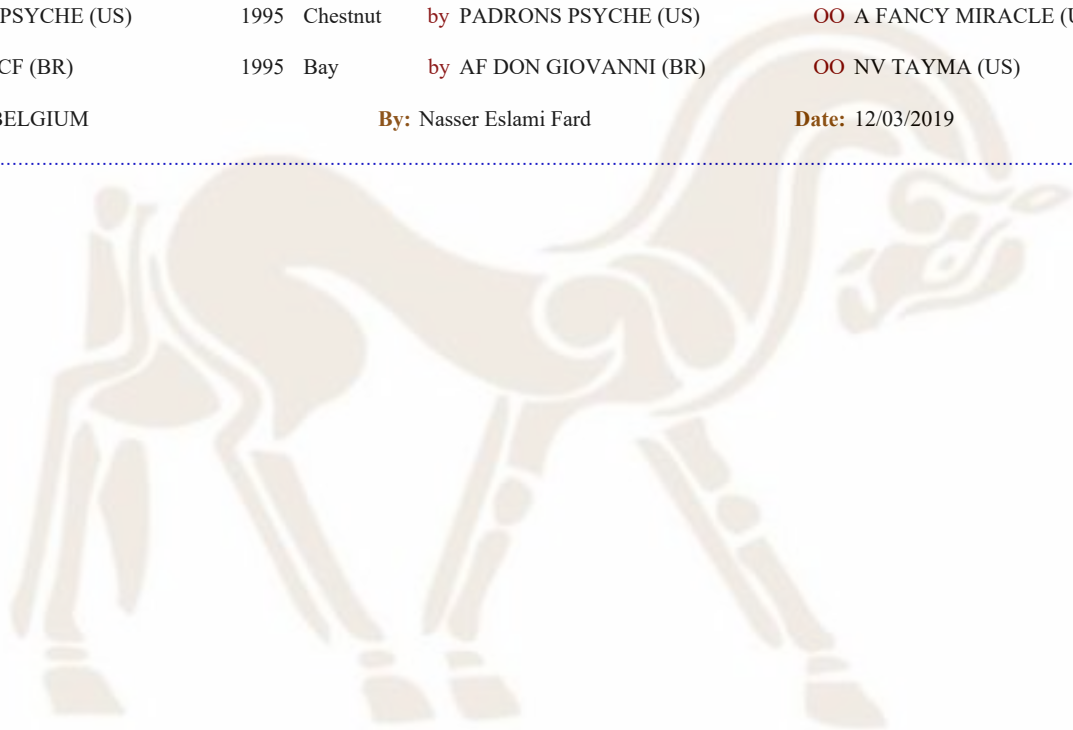 PSYCHE (US) 1995 Chestnut by PADRONS PSYCHE (US) OO A FANCY MIRACLE
CF (BR) 1995 Bay by AF DON GIOVANNI (BR) OO NV TAYMA (US)
BELGIUM By: Nasser Eslami Fard Date: 12/03/2019